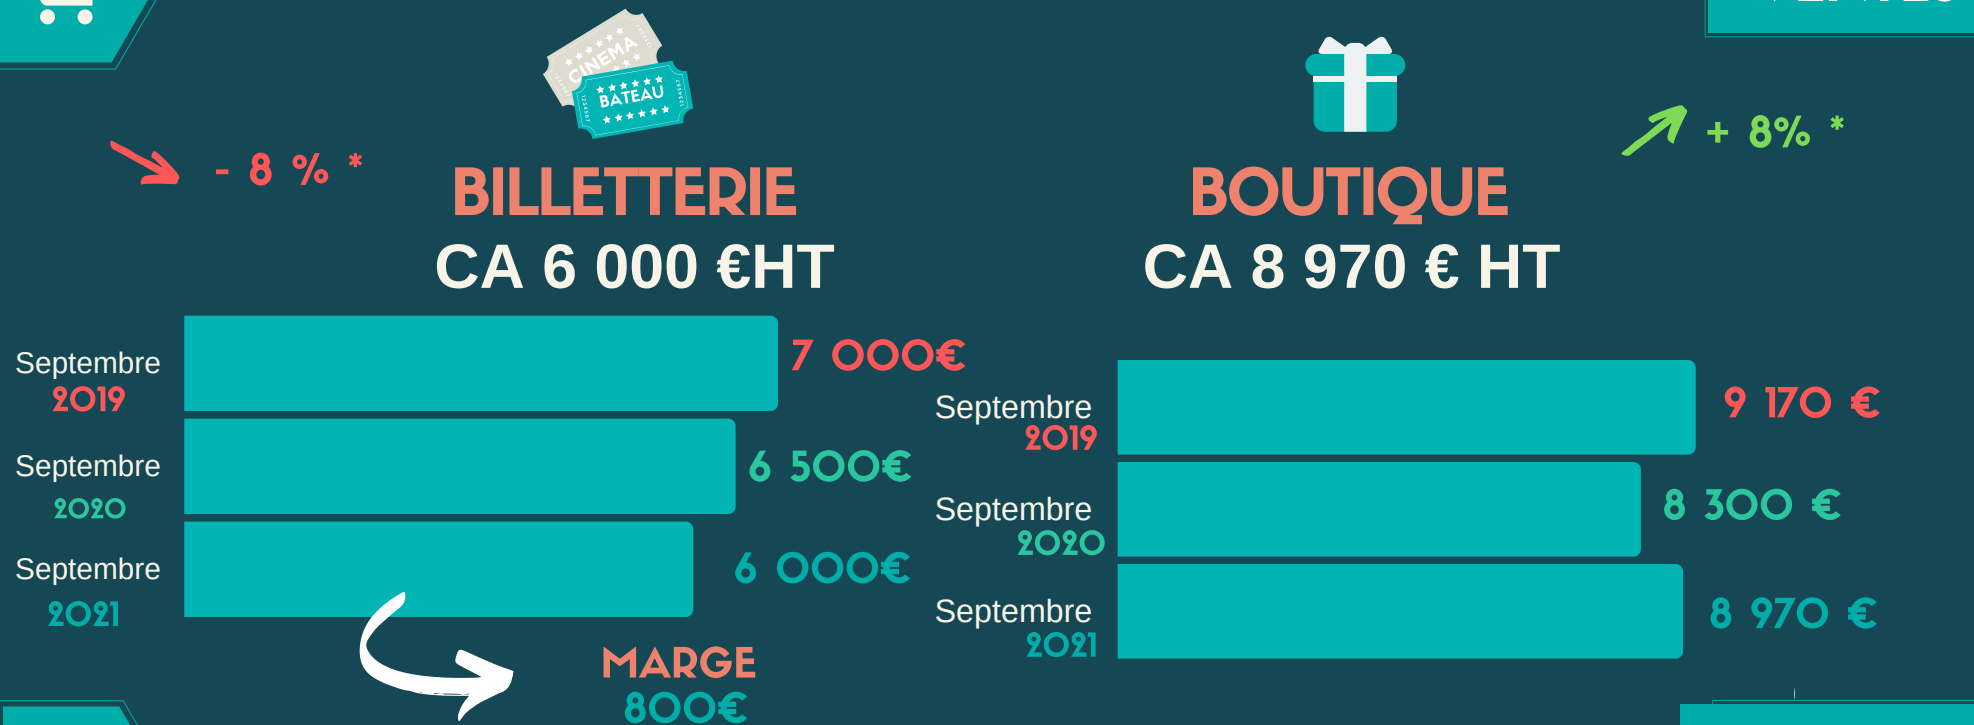 CINEMA
BATEAU
1234567
1234567
- 8 % *
+ 8% *
BILLETTERIE
CA 6 000 €HT
BOUTIQUE
CA 8 970 € HT
Septembre
2019
7 000€
Septembre
2020
6 500€
Septembre
2021
6 000€
MARGE
800€
Septembre
2019
9 170 €
Septembre
2020
8 300 €
Septembre
2021
8 970 €